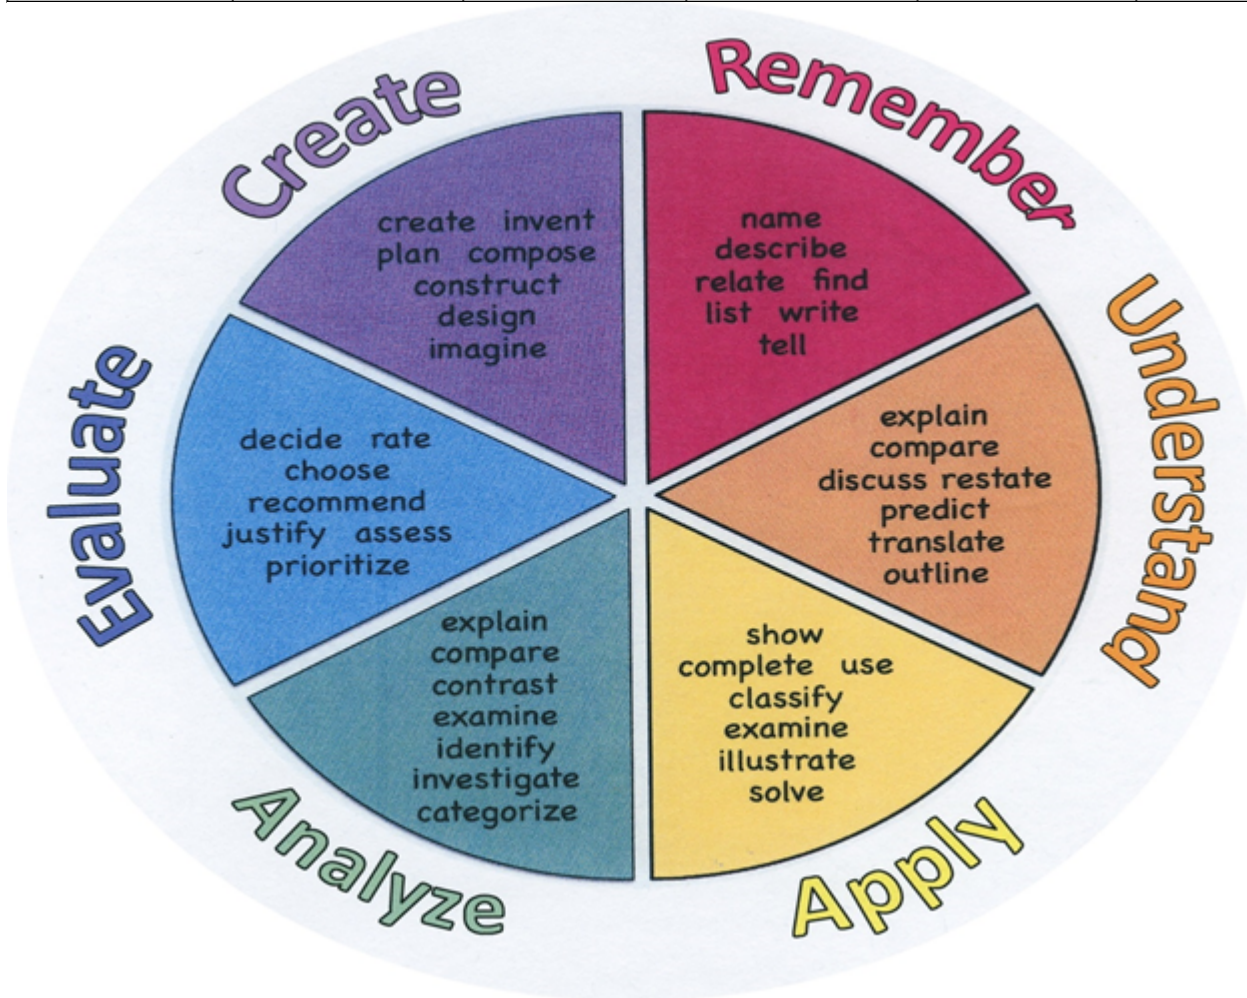 Remember
name
describe
relate find
list write
tell
Understand
explain
compare
discuss restate
predict
translate
outline
Apply
show
complete use
classify
examine
illustrate
solve
Analyze
explain
compare
contrast
examine
identify
investigate
categorize
Evaluate
decide rate
choose
recommend
justify assess
prioritize
Create
create invent
plan compose
construct
design
imagine